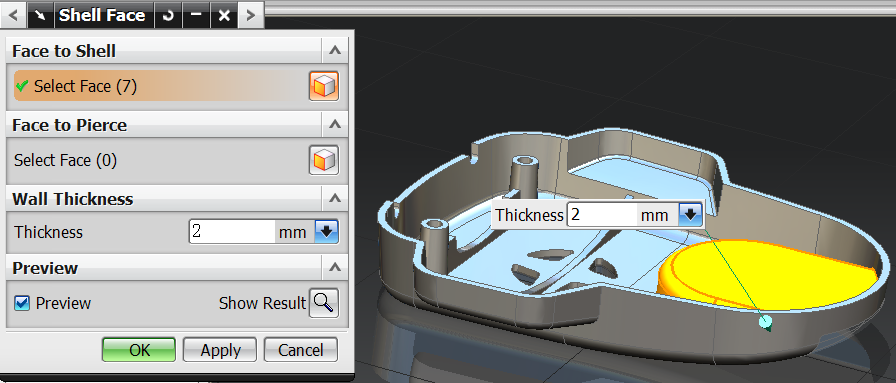 Shell Face
Face to Shell
Select Face (7)
Face to Pierce
Select Face (0)
Wall Thickness
Thickness 2 mm
Preview
Preview Show Result
OK Apply Cancel
Thickness 2 mm